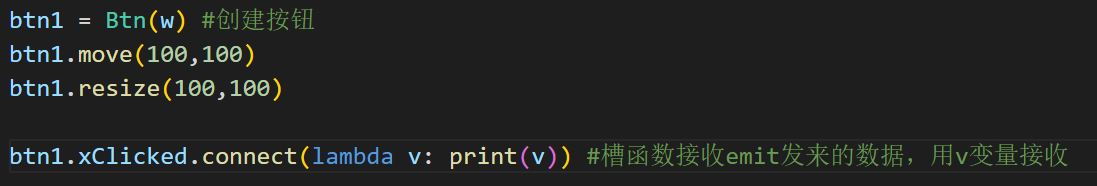 btn1 = Btn(w) #创建按钮
btn1.move(100,100)
btn1.resize(100,100)
btn1.xClicked.connect(lambda v: print(v)) #槽函数接收emit发来的数据，用v变量接收